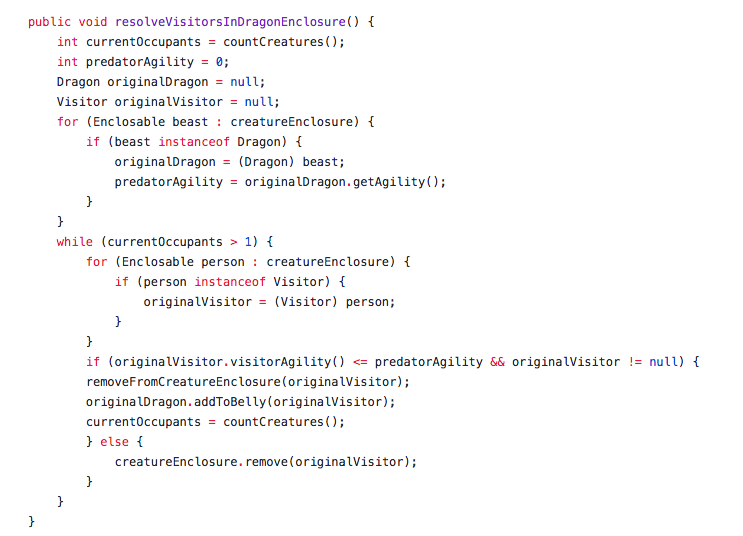 public void resolveVisitorsInDragonEnclosure() {
    int currentOccupants = countCreatures();
    int predatorAgility = 0;
    Dragon originalDragon = null;
    Visitor originalVisitor = null;
    for (Enclosable beast : creatureEnclosure) {
        if (beast instanceof Dragon) {
            originalDragon = (Dragon) beast;
            predatorAgility = originalDragon.getAgility();
        }
    }
    while (currentOccupants > 1) {
        for (Enclosable person : creatureEnclosure) {
            if (person instanceof Visitor) {
                originalVisitor = (Visitor) person;
            }
        }
        if (originalVisitor.visitorAgility() <= predatorAgility && originalVisitor != null) {
        removeFromCreatureEnclosure(originalVisitor);
        originalDragon.addToBelly(originalVisitor);
        currentOccupants = countCreatures();
        } else {
            creatureEnclosure.remove(originalVisitor);
        }
    }
}